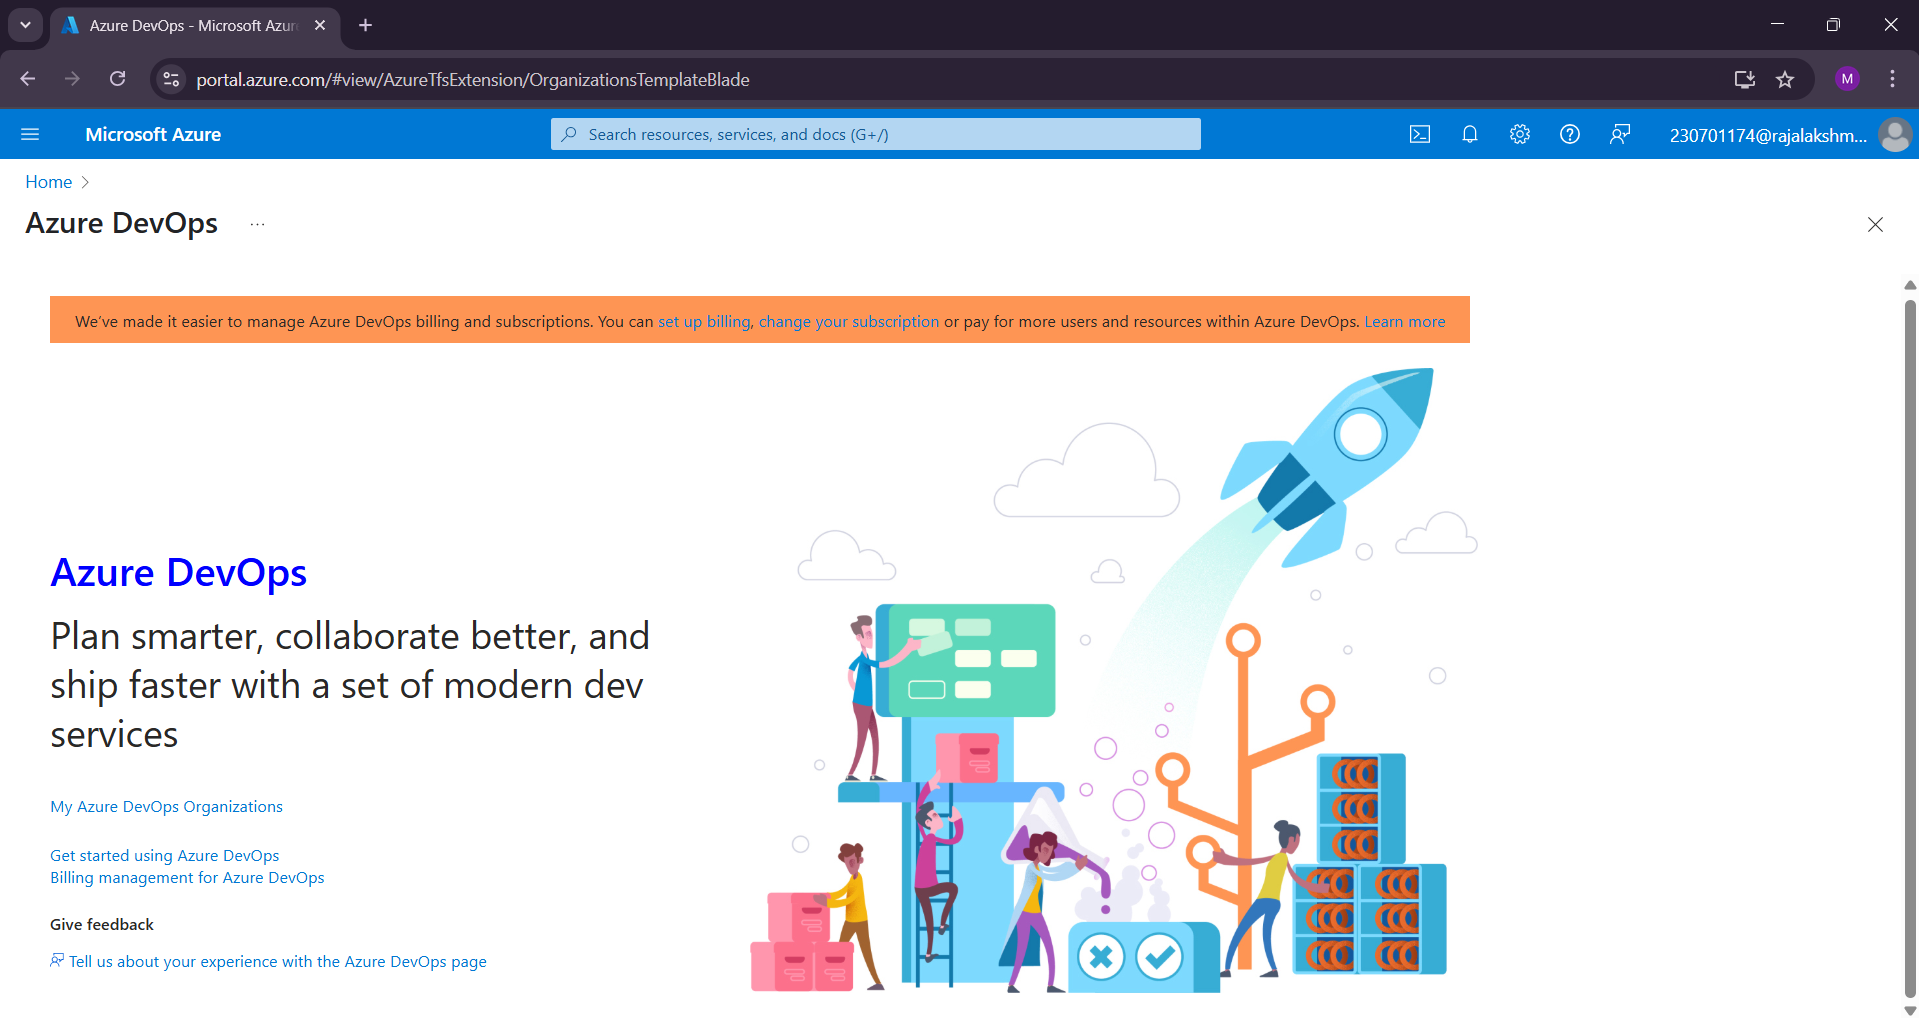 Azure DevOps - Microsoft Azur
portal.azure.com/#view/AzureTfsExtension/OrganizationsTemplateBlade
M
Microsoft Azure
Search resources, services, and docs (G+/)
230701174@rajalakshm...
Home
Azure DevOps ...
We've made it easier to manage Azure DevOps billing and subscriptions. You can set up billing, change your subscription or pay for more users and resources within Azure DevOps. Learn more
Azure DevOps
Plan smarter, collaborate better, and
ship faster with a set of modern dev
services
My Azure DevOps Organizations
Get started using Azure DevOps
Billing management for Azure DevOps
Give feedback
Tell us about your experience with the Azure DevOps page